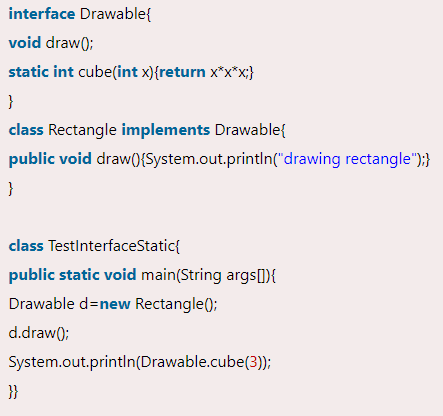 interface Drawable{
void draw();
static int cube(int x){return x*x*x;}
}
class Rectangle implements Drawable{
public void draw(){System.out.println("drawing rectangle");}
}
class TestInterfaceStatic{
public static void main(String args[]){
Drawable d=new Rectangle();
d.draw();
System.out.println(Drawable.cube(3));
}}